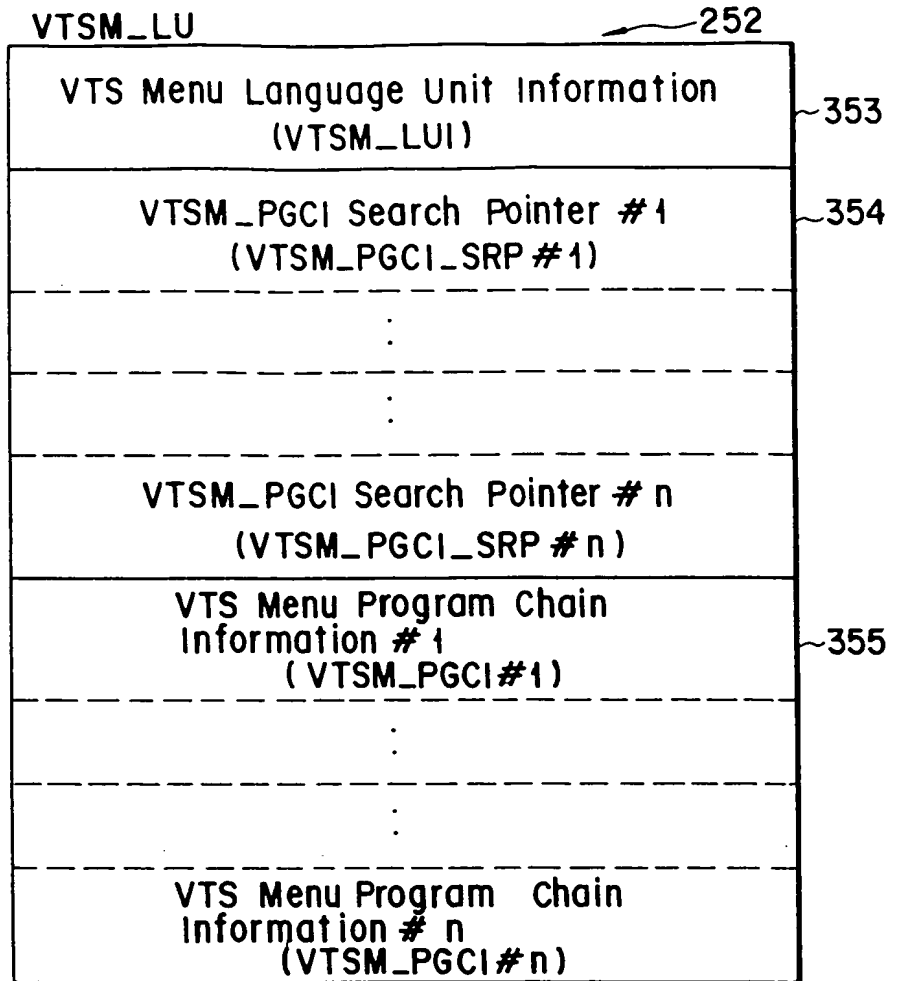 VTSM_LU 252
VTS Menu Language Unit Information
(VTSM_LUI)
353
VTSM_PGCI Search Pointer #1
354
(VTSM_PGCI_SRP #1)
VTSM_PGCI Search Pointer # n
(VTSM_PGCI_SRP #n)
VTS Menu Program Chain
Information #1
355
(VTSM_PGCI#1)
VTS Menu Program Chain
Information # n
(VTSM_PGCI#n)